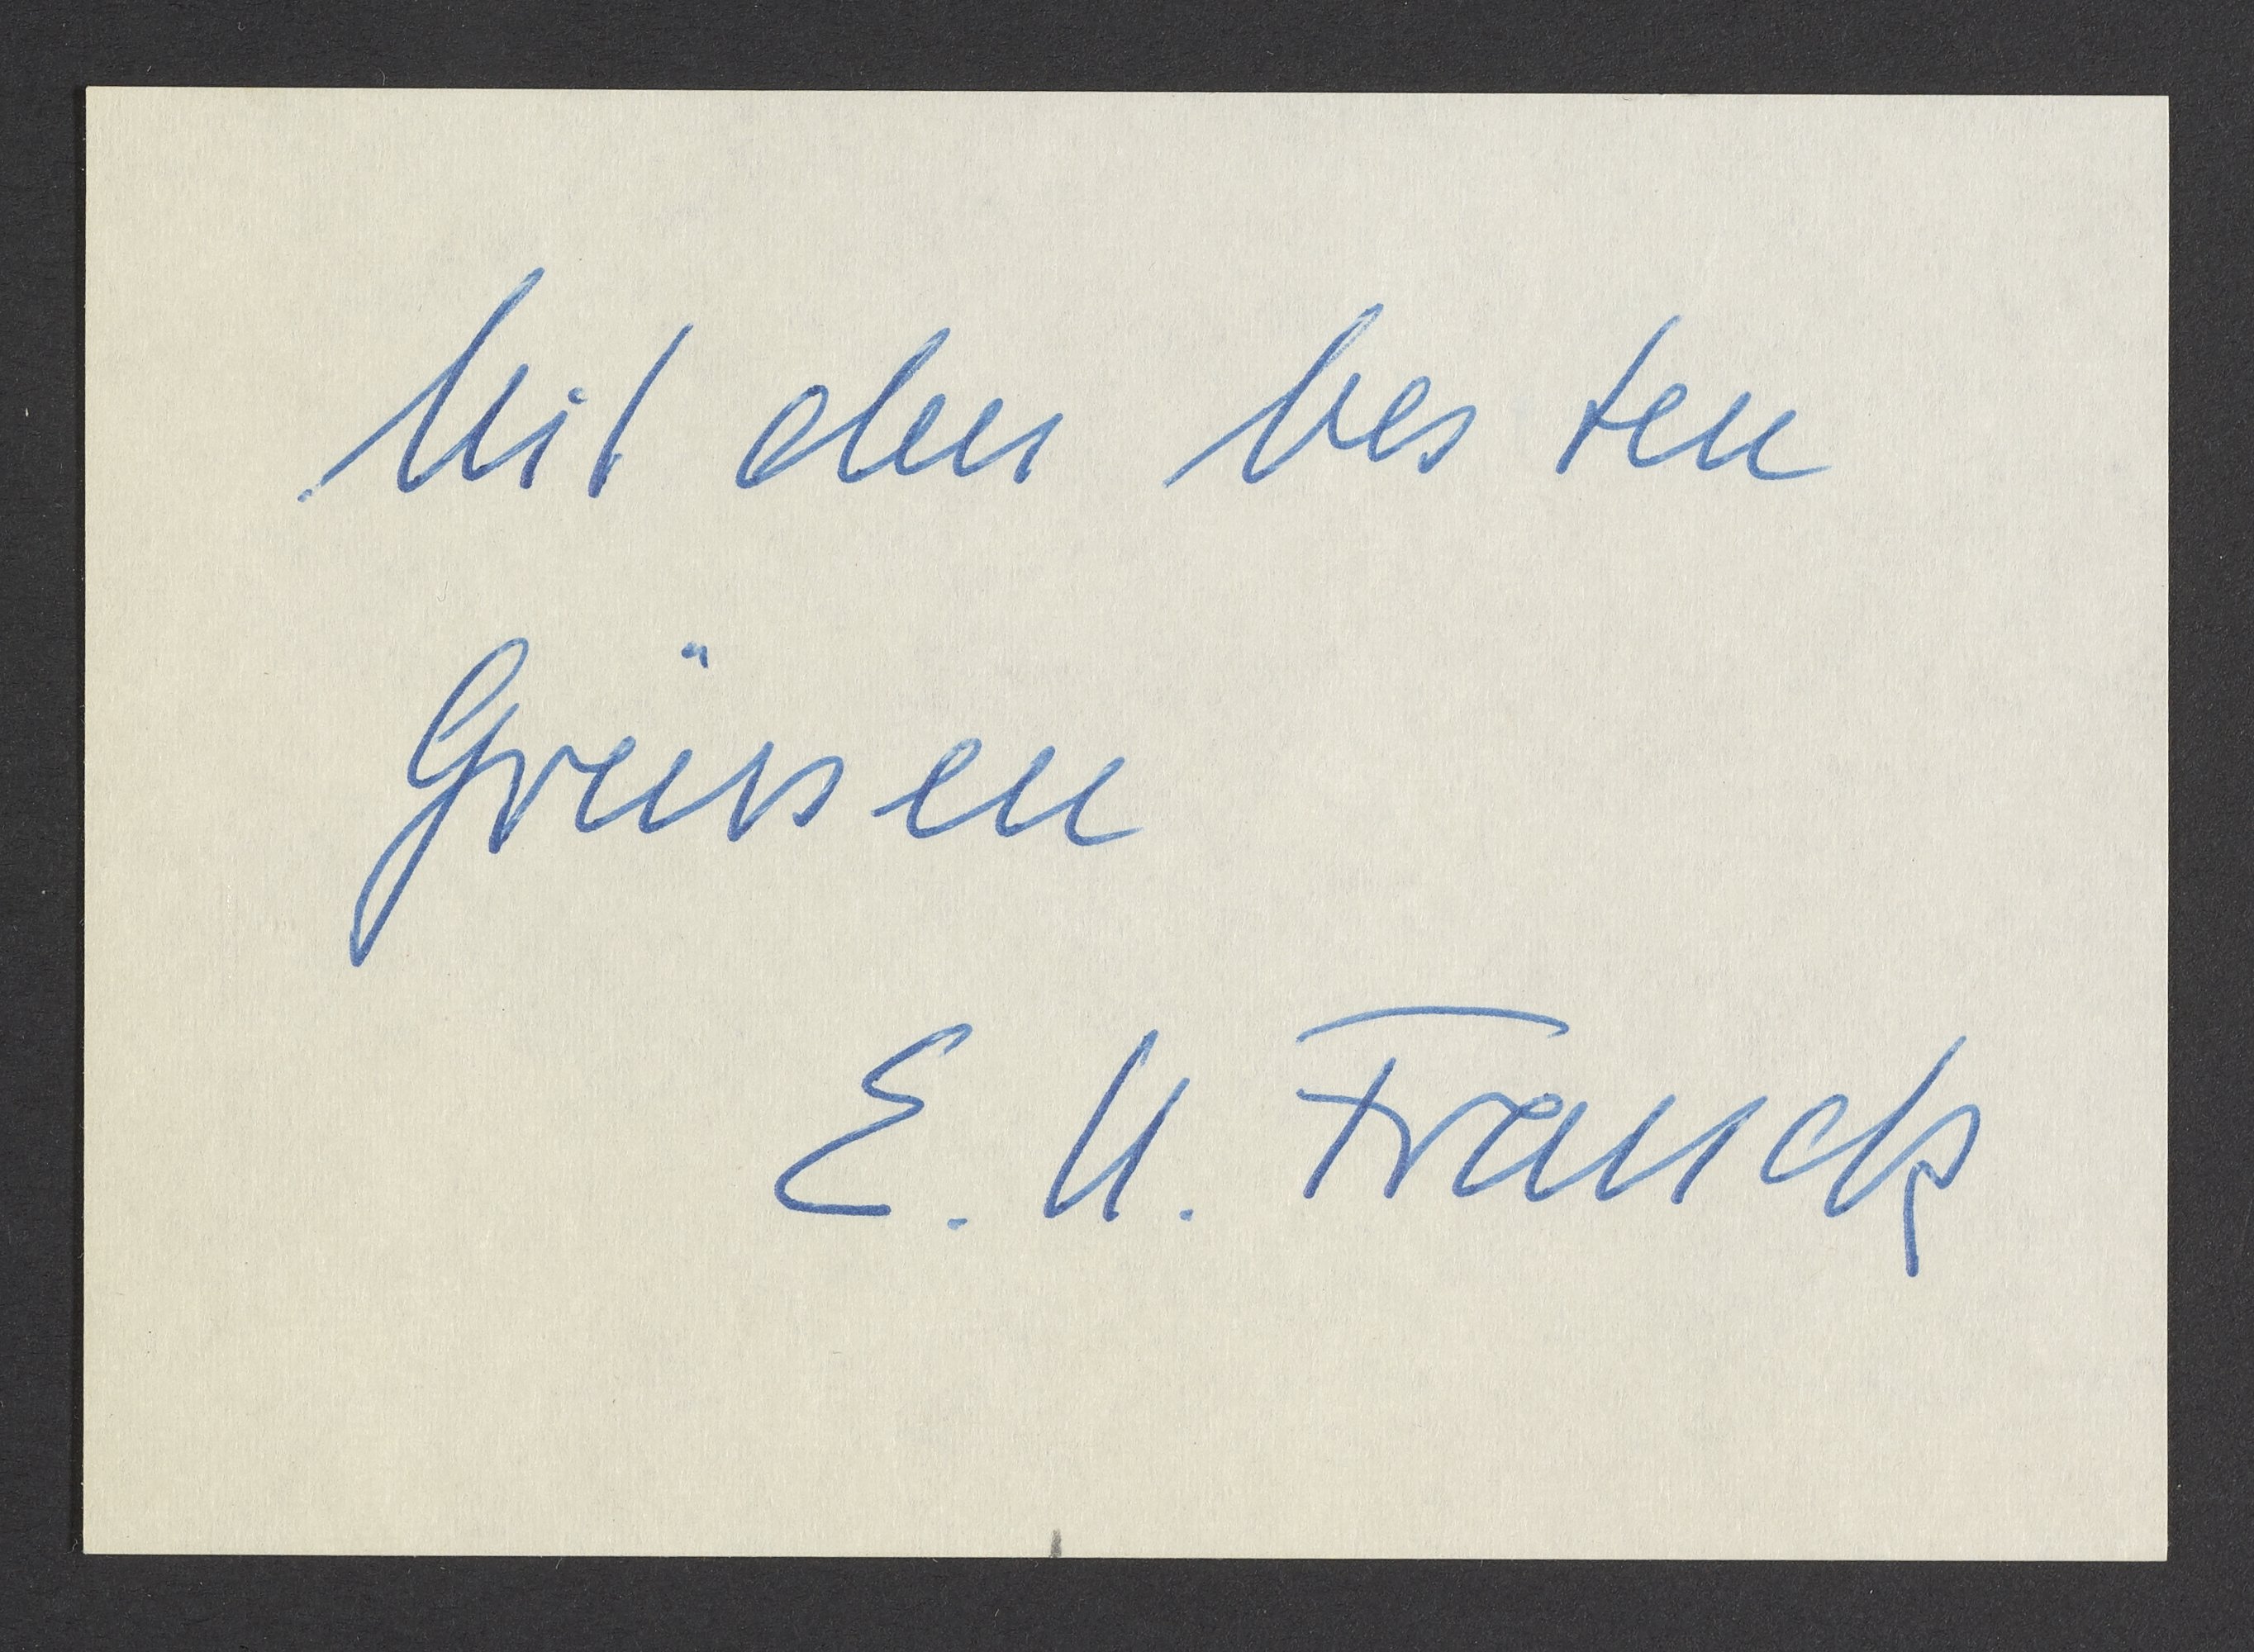 Mit den besten
Grüssen
E. U. Franck